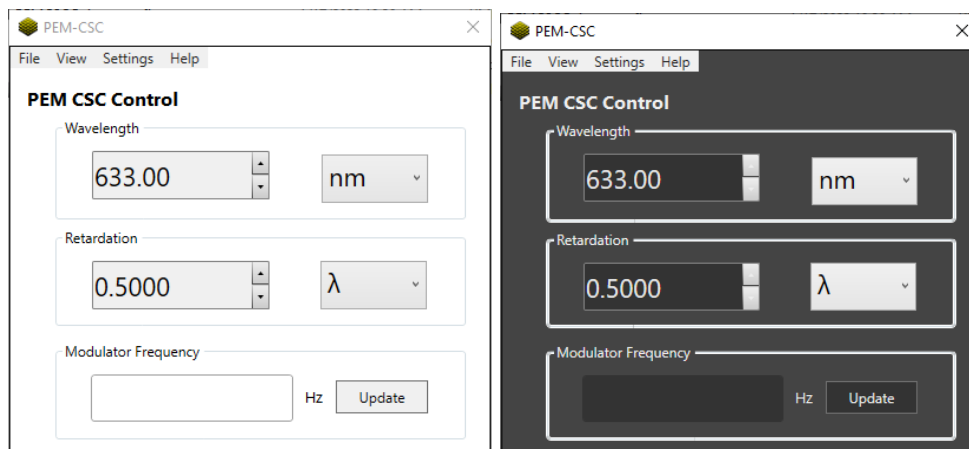 PEM-CSC
File View Settings Help
PEM CSC Control
Wavelength
633.00 nm
Retardation
0.5000 λ
Modulator Frequency
Hz Update
PEM-CSC
File View Settings Help
PEM CSC Control
Wavelength
633.00 nm
Retardation
0.5000 λ
Modulator Frequency
Hz Update